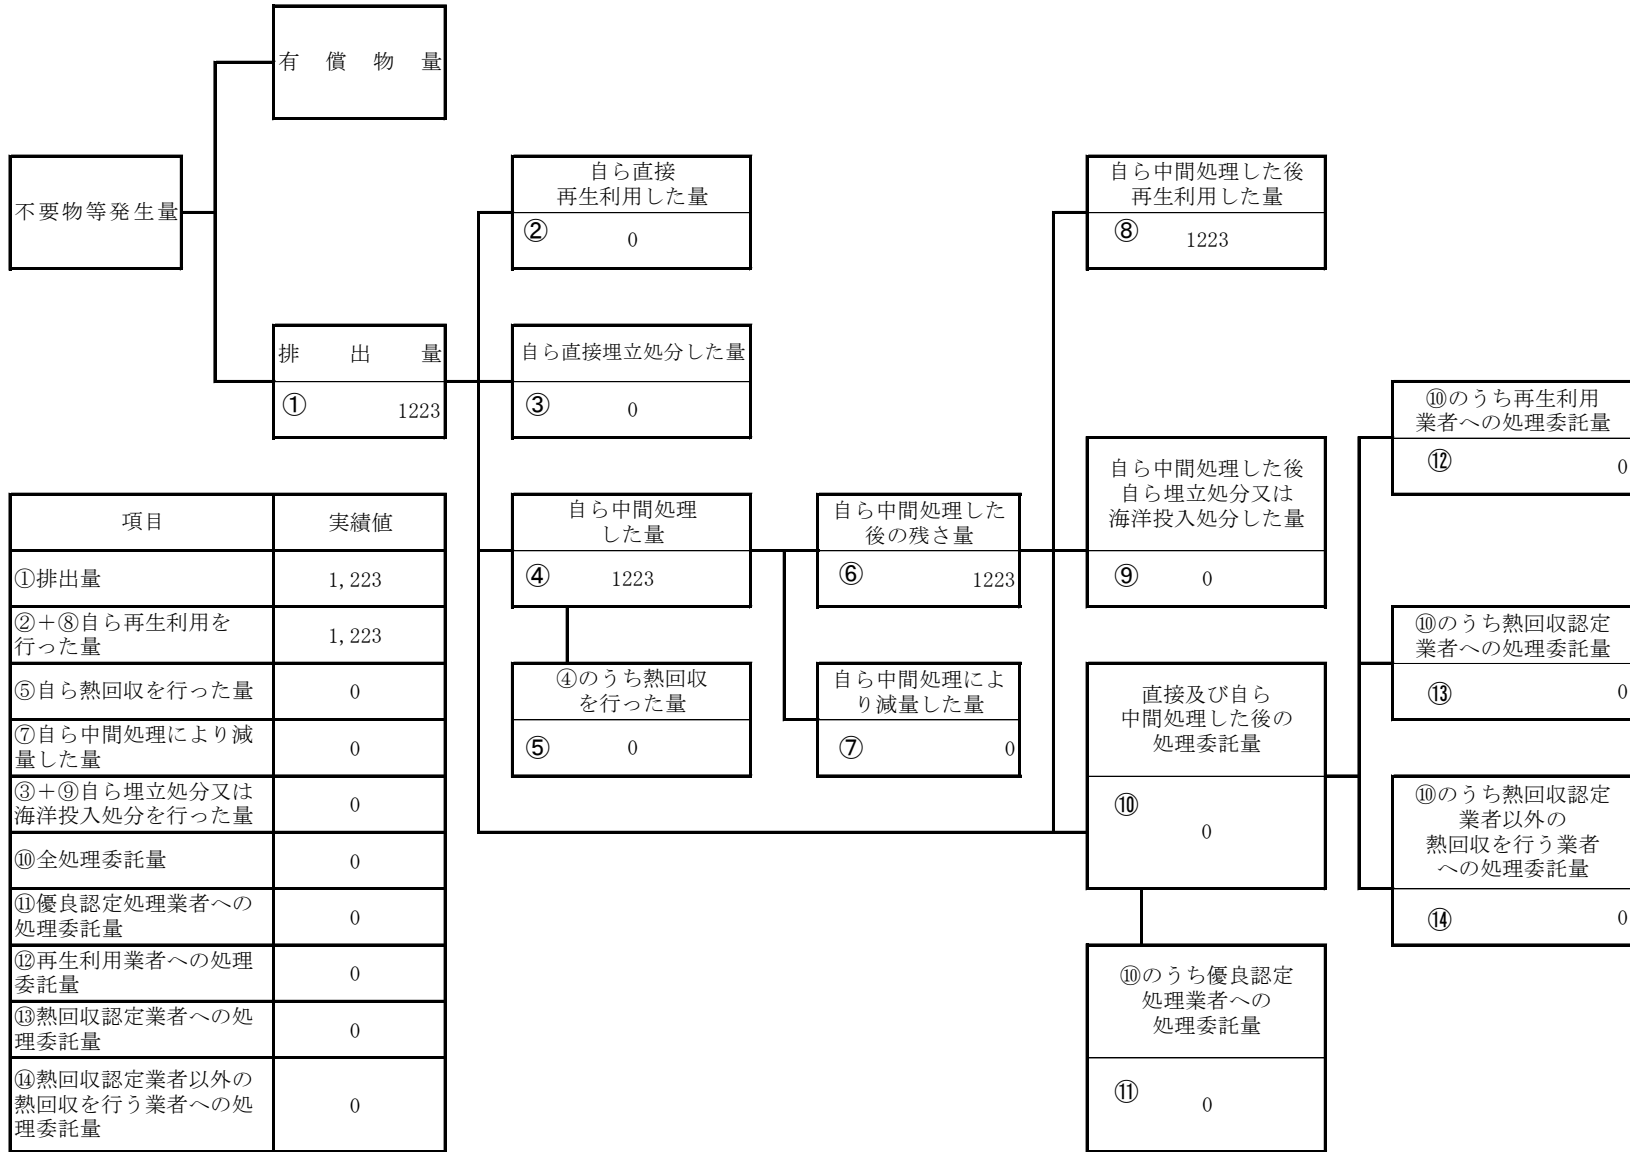 有償物量
不要物等発生量
排出量
① 1223
自ら直接
再生利用した量
② 0
自ら直接埋立処分した量
③ 0
自ら中間処理
した量
④ 1223
④のうち熱回収
を行った量
⑤ 0
自ら中間処理した
後の残さ量
⑥ 1223
自ら中間処理によ
り減量した量
⑦ 0
自ら中間処理した後
再生利用した量
⑧ 1223
自ら中間処理した後
自ら埋立処分又は
海洋投入処分した量
⑨ 0
直接及び自ら
中間処理した後の
処理委託量
⑩
0
⑩のうち優良認定
処理業者への
処理委託量
⑪ 0
⑩のうち再生利用
業者への処理委託量
⑫ 0
⑩のうち熱回収認定
業者への処理委託量
⑬ 0
⑩のうち熱回収認定
業者以外の
熱回収を行う業者
への処理委託量
⑭ 0
項目 実績値
①排出量 1,223
②+⑧自ら再生利用を
行った量 1,223
⑤自ら熱回収を行った量 0
⑦自ら中間処理により減
量した量 0
③+⑨自ら埋立処分又は
海洋投入処分を行った量 0
⑩全処理委託量 0
⑪優良認定処理業者への
処理委託量 0
⑫再生利用業者への処理
委託量 0
⑬熱回収認定業者への処
理委託量 0
⑭熱回収認定業者以外の
熱回収を行う業者への処 0
理委託量